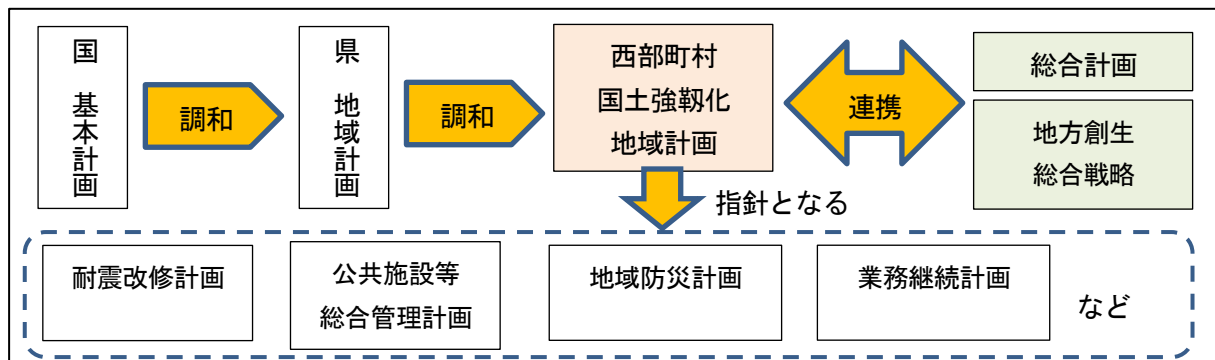 国 基本計画
調和
県 地域計画
調和
西部町村
国土強靱化
地域計画
連携
総合計画
地方創生
総合戦略
指針となる
耐震改修計画
公共施設等
総合管理計画
地域防災計画
業務継続計画
など